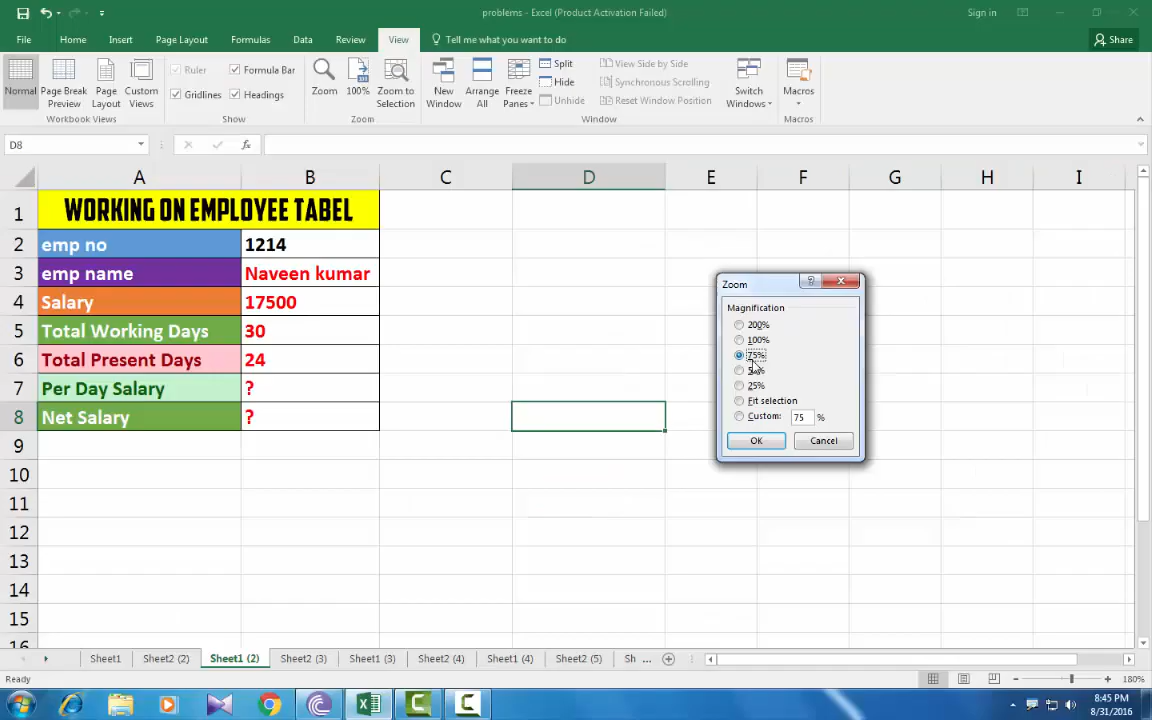 problems - Excel (Product Activation Failed)
Sign in
File Home Insert Page Layout Formulas Data Review View Tell me what you want to do Share
Normal
Page Break Preview
Page Layout
Custom Views
Workbook Views
Ruler
Formula Bar
Gridlines
Headings
Show
Zoom
100%
Zoom to Selection
Zoom
New Window
Arrange All
Freeze Panes
Split
Hide
Unhide
View Side by Side
Synchronous Scrolling
Reset Window Position
Switch Windows
Window
Macros
Macros
D8
fx
A B C D E F G H I
1 WORKING ON EMPLOYEE TABEL
2 emp no 1214
3 emp name Naveen kumar
4 Salary 17500
5 Total Working Days 30
6 Total Present Days 24
7 Per Day Salary ?
8 Net Salary ?
9
10
11
12
13
14
15
16
Zoom
?
Magnification
200%
100%
75%
25%
Fit selection
Custom: 75 %
OK Cancel
Sheet1 Sheet2 (2) Sheet1 (2) Sheet2 (3) Sheet1 (3) Sheet2 (4) Sheet1 (4) Sheet2 (5) Sh ...
Ready
180%
8:45 PM
8/31/2016